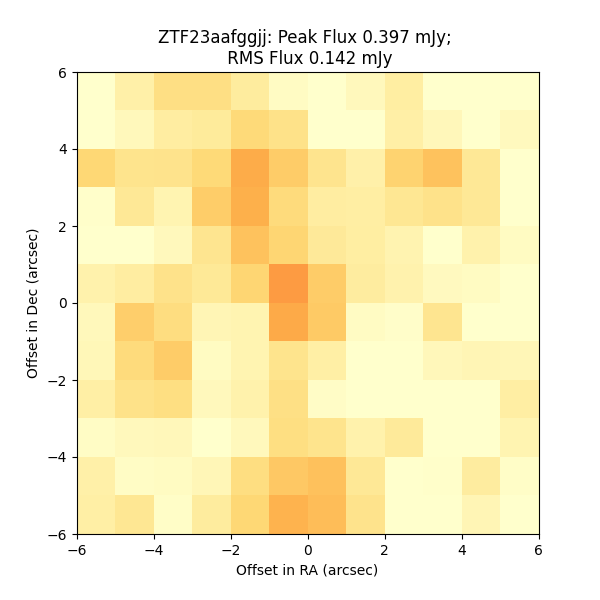 ZTF23aafggjj: Peak Flux 0.397 mJy;
RMS Flux 0.142 mJy
6
4
2
0
−2
−4
−6
Offset in Dec (arcsec)
−6 −4 −2 0 2 4 6
Offset in RA (arcsec)